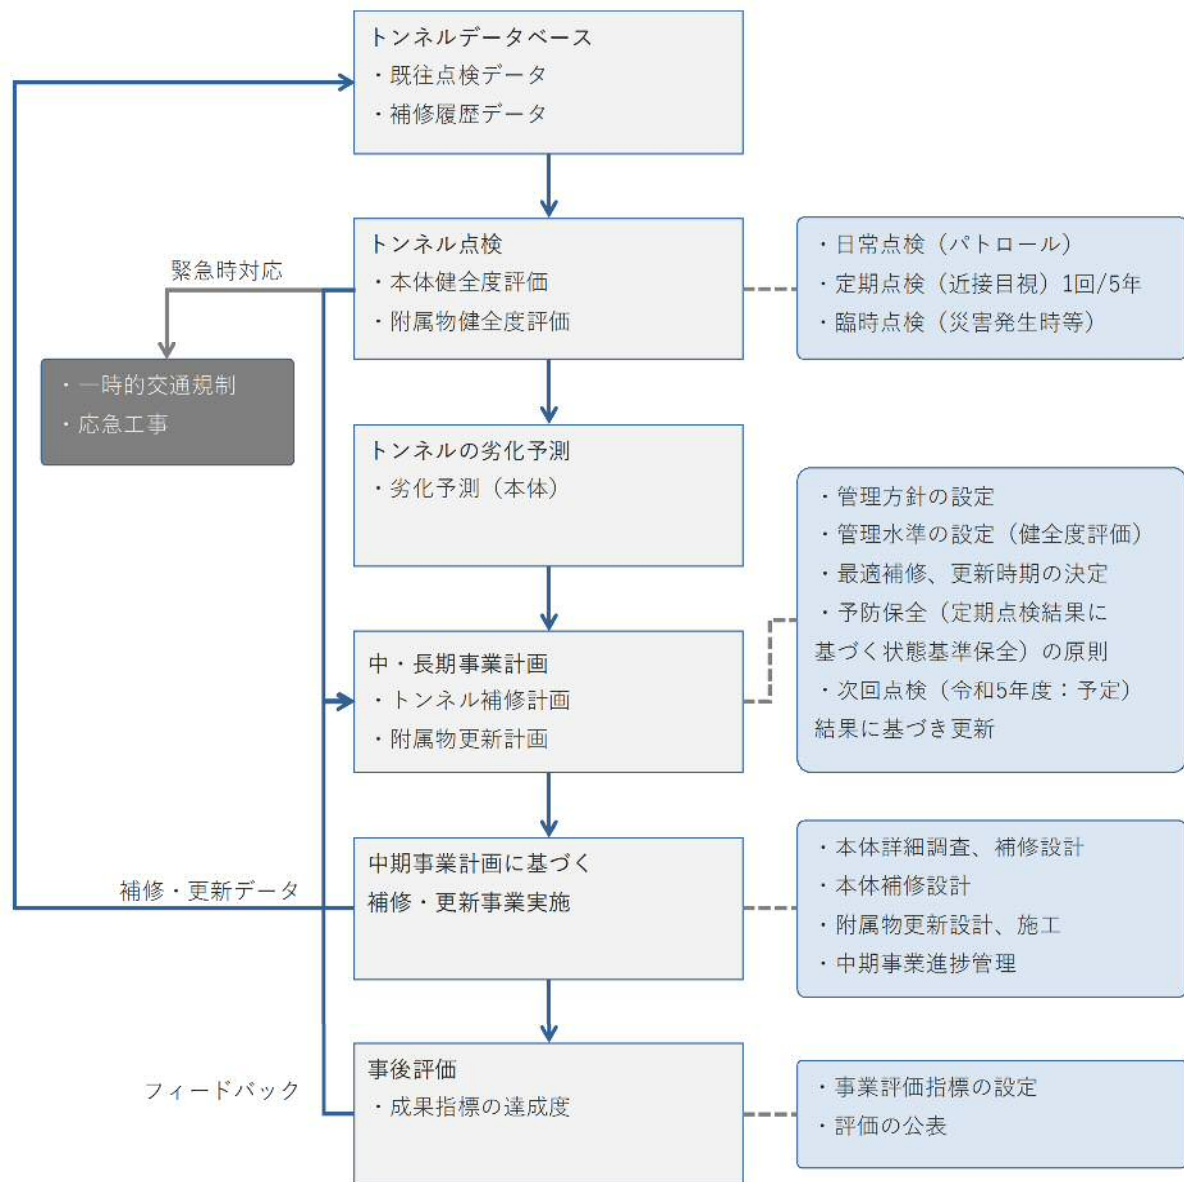 トンネルデータベース
・既往点検データ
・補修履歴データ
トンネル点検
・本体健全度評価
・附属物健全度評価
・日常点検（パトロール）
・定期点検（近接目視）1回/5年
・臨時点検（災害発生時等）
緊急時対応
・一時的交通規制
・応急工事
トンネルの劣化予測
・劣化予測（本体）
・管理方針の設定
・管理水準の設定（健全度評価）
・最適補修、更新時期の決定
・予防保全（定期点検結果に
基づく状態基準保全）の原則
・次回点検（令和5年度：予定）
結果に基づき更新
中・長期事業計画
・トンネル補修計画
・附属物更新計画
中期事業計画に基づく
補修・更新事業実施
補修・更新データ
・本体詳細調査、補修設計
・本体補修設計
・附属物更新設計、施工
・中期事業進捗管理
事後評価
・成果指標の達成度
フィードバック
・事業評価指標の設定
・評価の公表